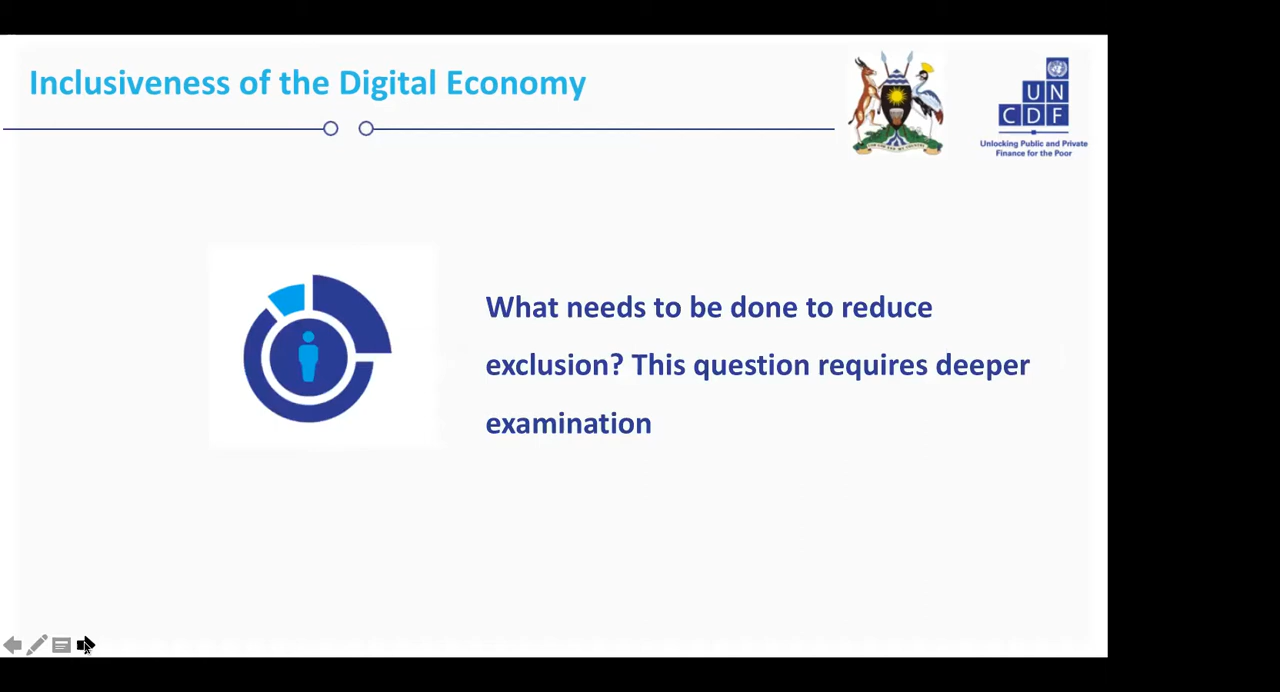 Inclusiveness of the Digital Economy
UN
CDF
Unlocking Public and Private
Finance for the Poor
What needs to be done to reduce
exclusion? This question requires deeper
examination